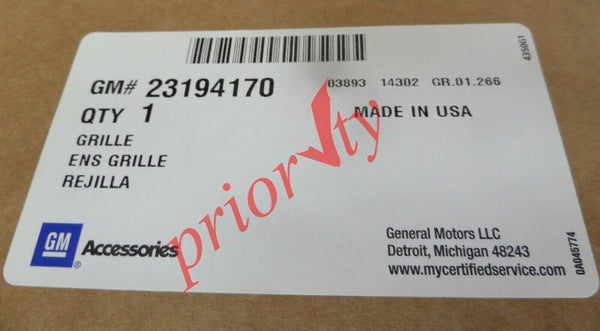 4350G1
GM# 23194170
03893 14302 GR.01.266
QTY 1
MADE IN USA
GRILLE
ENS GRILLE
REJILLA
priority
GM ® Accessories
General Motors LLC
Detroit, Michigan 48243
www.mycertifiedservice.com
0A045774